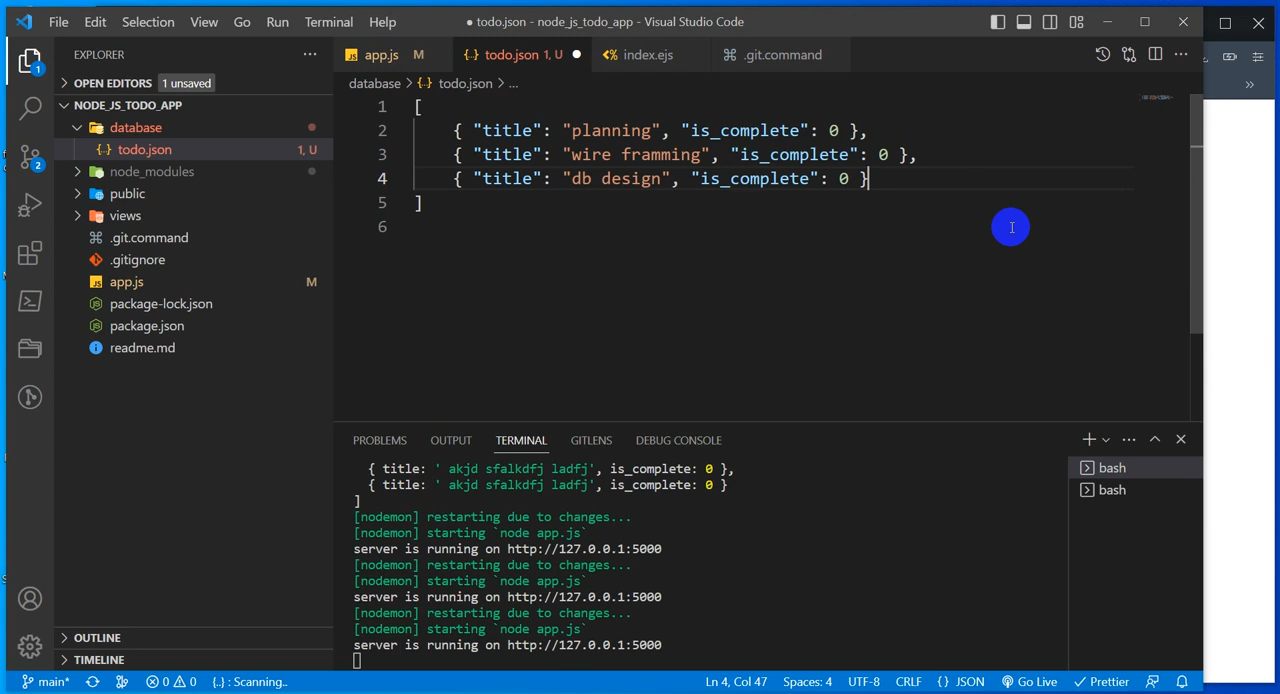 File Edit Selection View Go Run Terminal Help ● todo.json - node_js_todo_app - Visual Studio Code
EXPLORER
OPEN EDITORS 1 unsaved
NODE_JS_TODO_APP
database
todo.json 1, U
node_modules
public
views
.git.command
.gitignore
app.js M
package-lock.json
package.json
readme.md
OUTLINE
TIMELINE
app.js M todo.json 1, U index.ejs .git.command
database > {··} todo.json > ...
1 [
2 { "title": "planning", "is_complete": 0 },
3 { "title": "wire framming", "is_complete": 0 },
4 { "title": "db design", "is_complete": 0 }
5 ]
6
PROBLEMS OUTPUT TERMINAL GITLENS DEBUG CONSOLE
{ title: ' akjd sfalkdfj ladfj', is_complete: 0 },
{ title: ' akjd sfalkdfj ladfj', is_complete: 0 }
]
[nodemon] restarting due to changes...
[nodemon] starting `node app.js`
server is running on http://127.0.0.1:5000
[nodemon] restarting due to changes...
[nodemon] starting `node app.js`
server is running on http://127.0.0.1:5000
[nodemon] restarting due to changes...
[nodemon] starting `node app.js`
server is running on http://127.0.0.1:5000
bash
bash
1
2
main* 0 0 {..} : Scanning.. Ln 4, Col 47 Spaces: 4 UTF-8 CRLF {} JSON Go Live Prettier